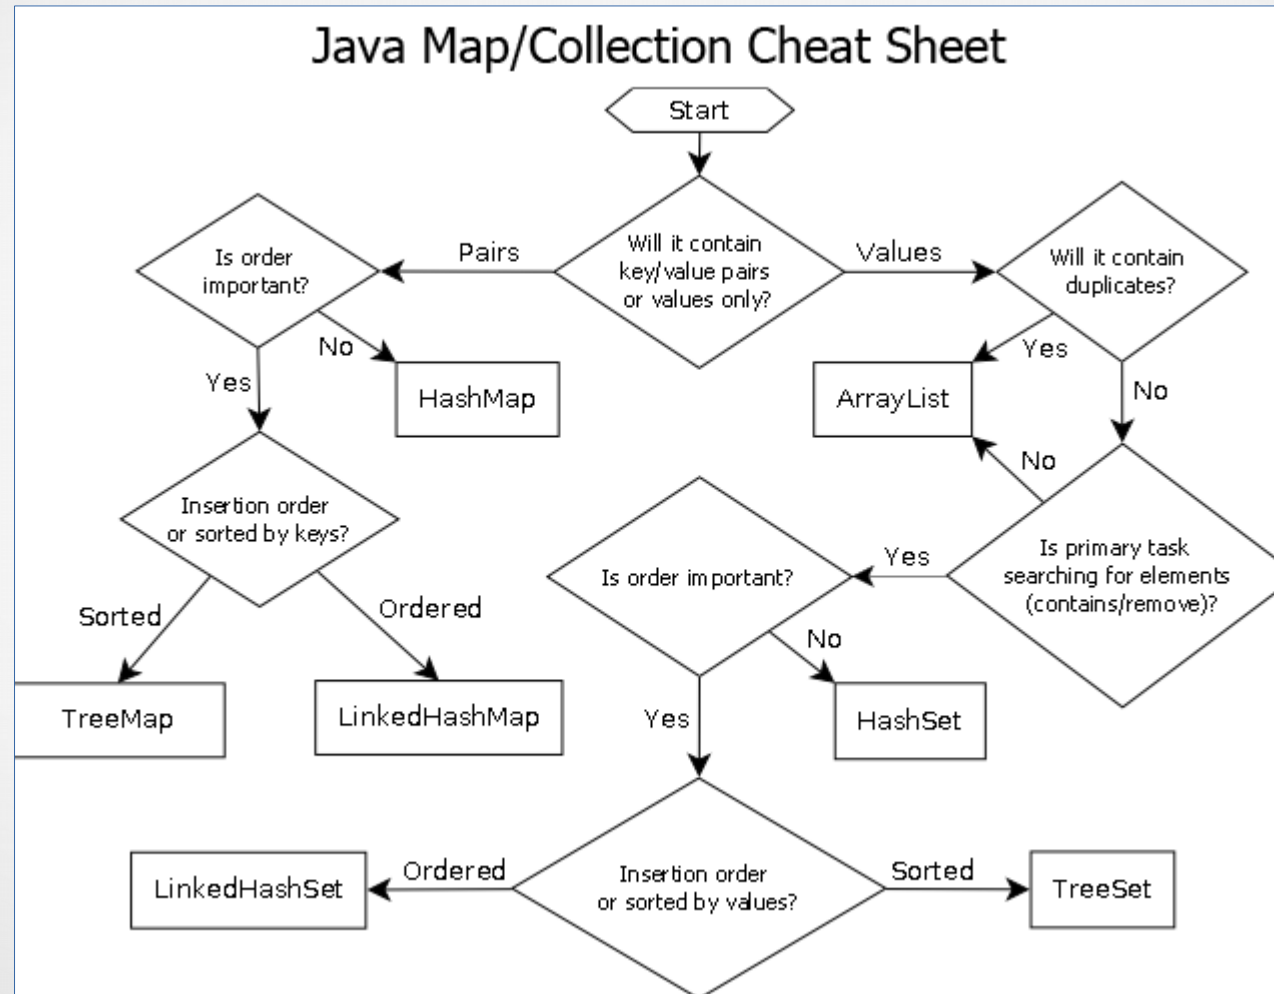 Java Map/Collection Cheat Sheet
Start
Will it contain
key/value pairs
or values only?
Pairs
Values
Is order
important?
Will it contain
duplicates?
No
Yes
HashMap
Yes
ArrayList
No
No
Insertion order
or sorted by keys?
Is order important?
Yes
Is primary task
searching for elements
(contains/remove)?
Sorted
Ordered
No
TreeMap
LinkedHashMap
Yes
HashSet
Insertion order
or sorted by values?
Ordered
Sorted
LinkedHashSet
TreeSet